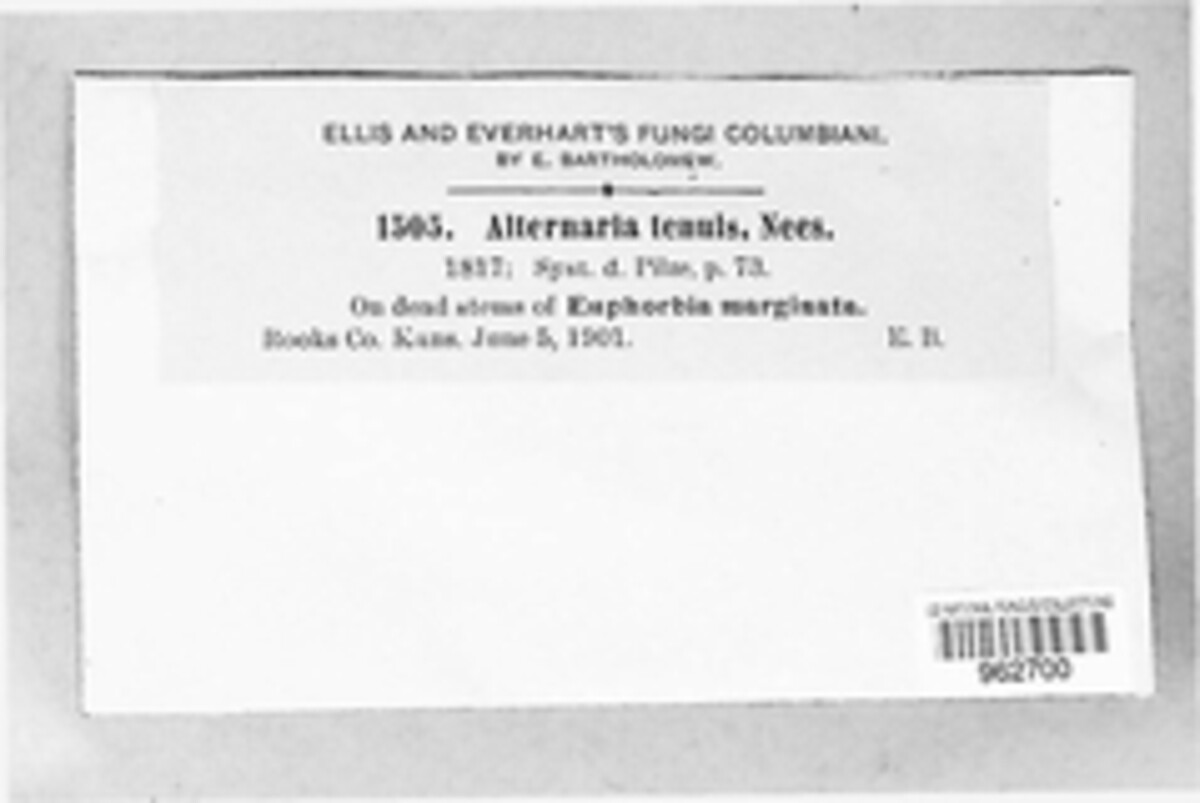 ELLIS AND EVERHART'S FUNGI COLUMBIANI.
BY E. BARTHOLOMEW.
1505. Alternaria tenuis, Nees.
1817; Syst. d. Pilze, p. 73.
On dead stems of Euphorbia marginata.
Rooks Co. Kans. June 5, 1901. E. B.
962700